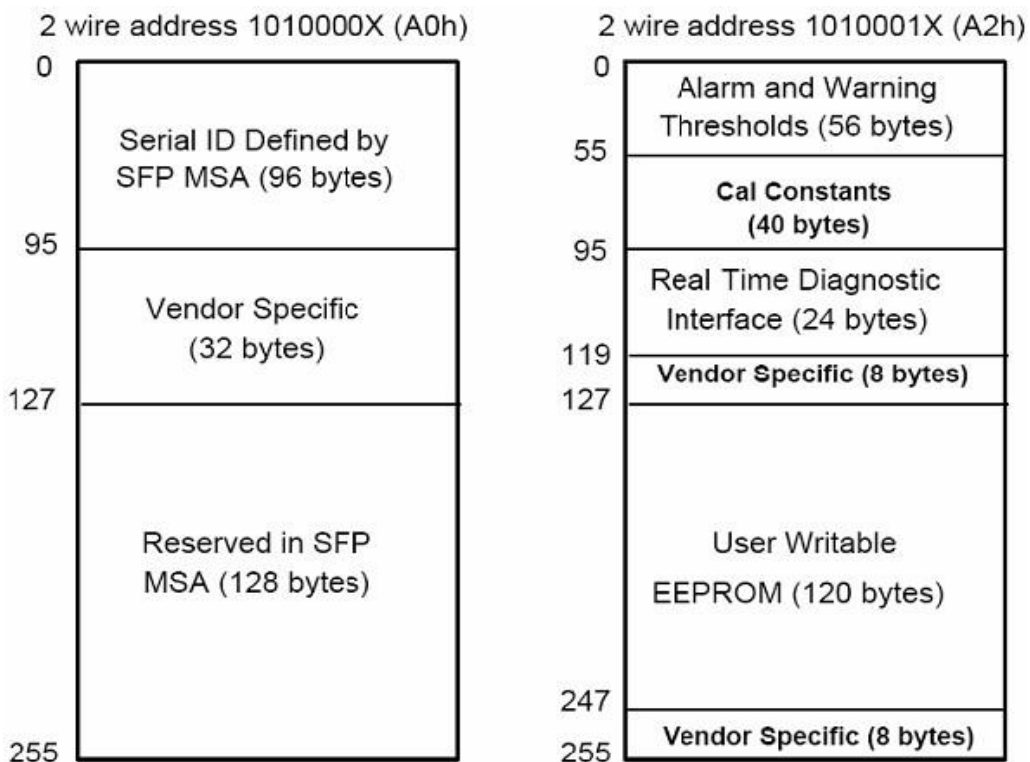 2 wire address 1010000X (A0h)
0
Serial ID Defined by
SFP MSA (96 bytes)
95
Vendor Specific
(32 bytes)
127
Reserved in SFP
MSA (128 bytes)
255
2 wire address 1010001X (A2h)
0
Alarm and Warning
Thresholds (56 bytes)
55
Cal Constants
(40 bytes)
95
Real Time Diagnostic
Interface (24 bytes)
119
Vendor Specific (8 bytes)
127
User Writable
EEPROM (120 bytes)
247
Vendor Specific (8 bytes)
255